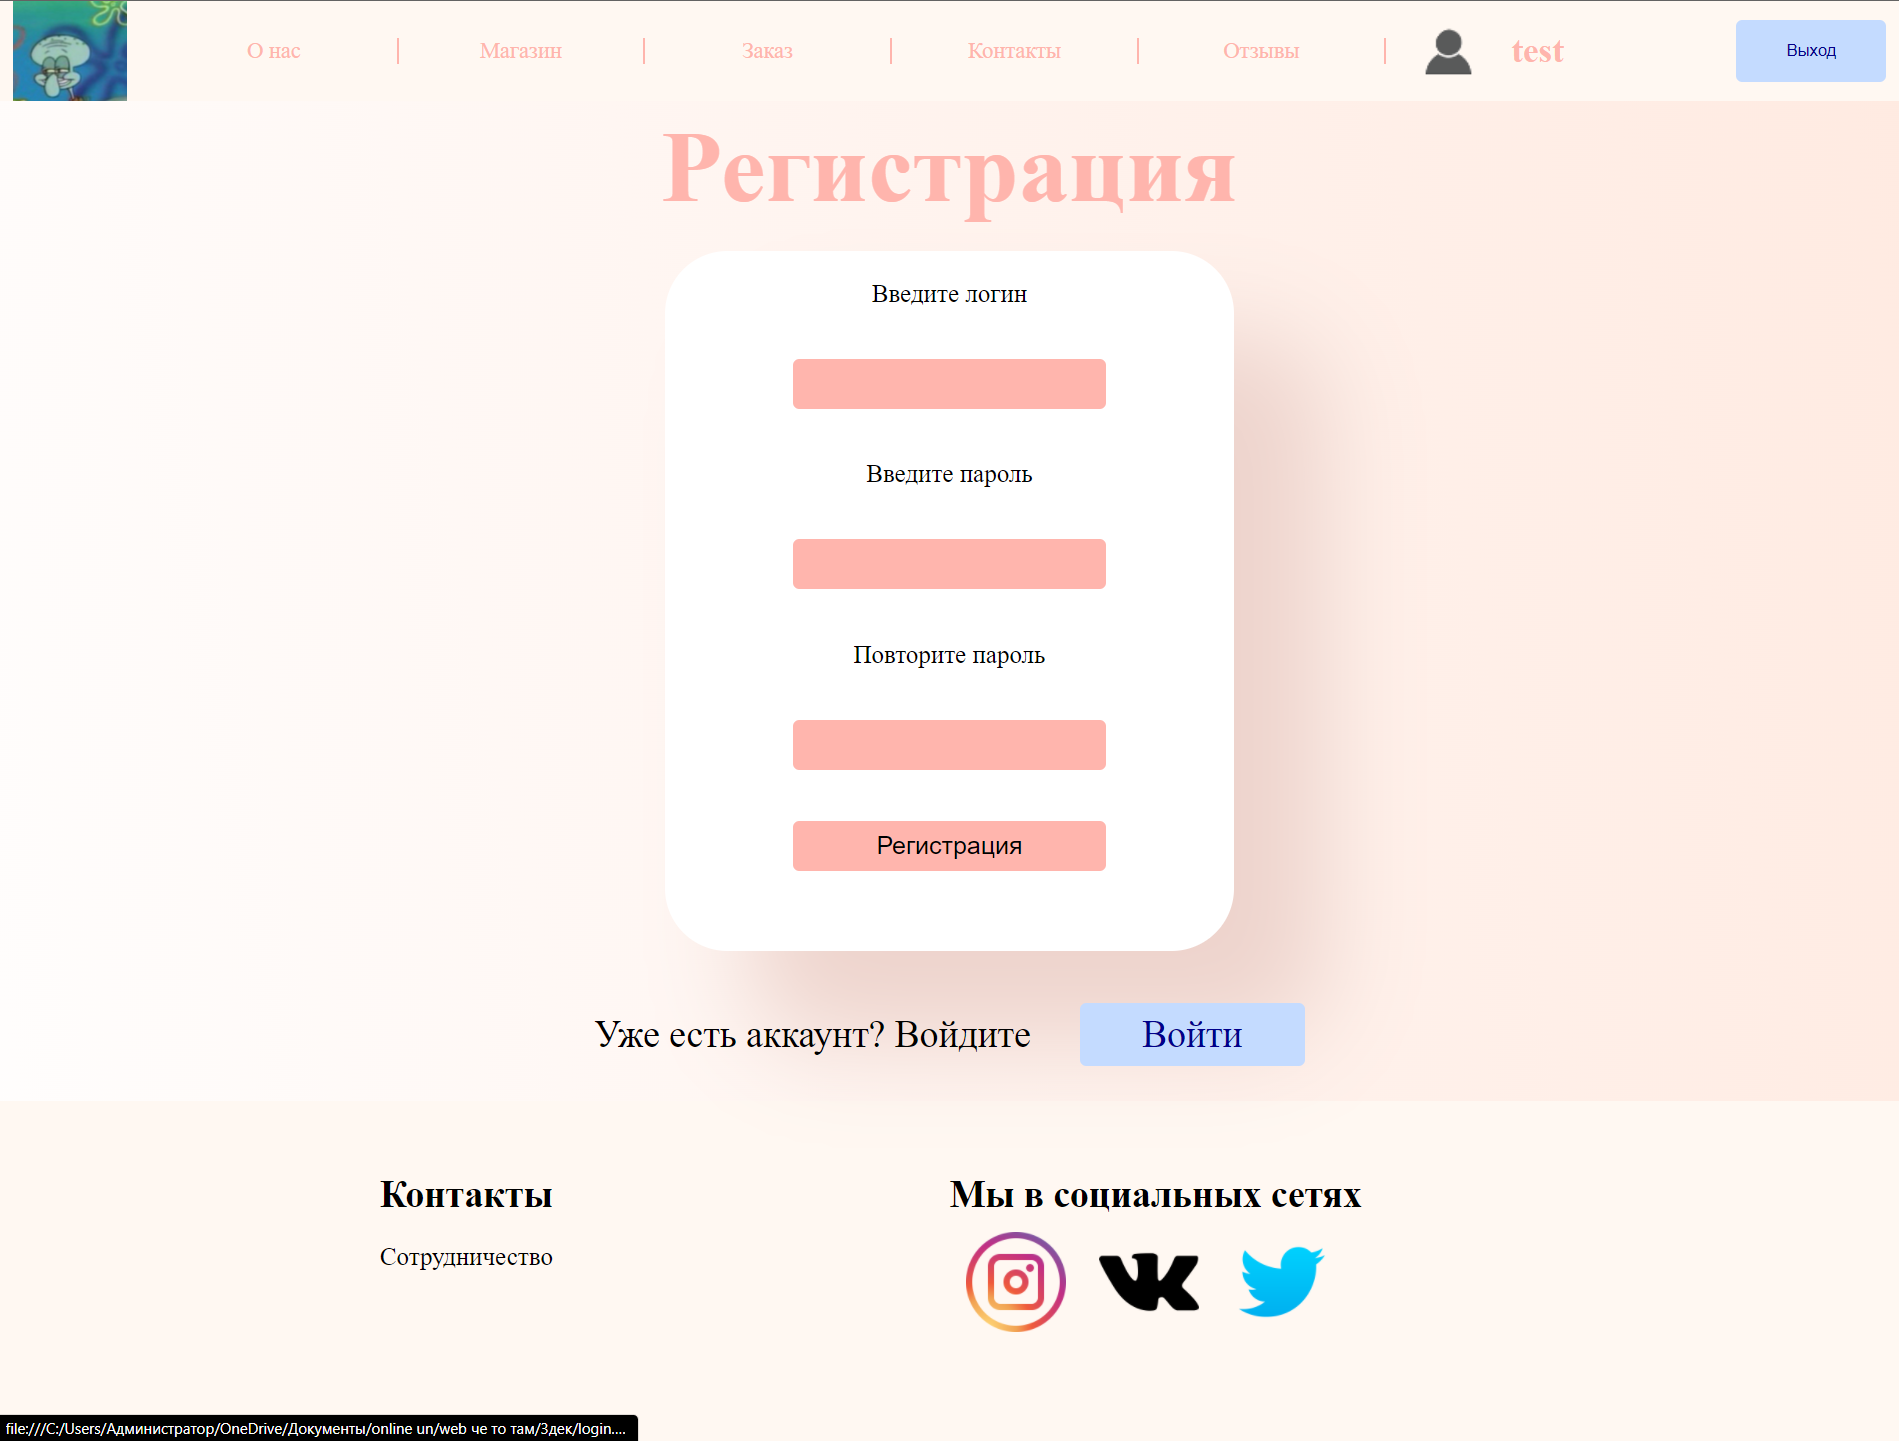 О нас
Магазин
Заказ
Контакты
Отзывы
test
Выход
Регистрация
Введите логин
Введите пароль
Повторите пароль
Регистрация
Уже есть аккаунт? Войдите
Войти
Контакты
Мы в социальных сетях
Сотрудничество
file:///C:/Users/Администратор/OneDrive/Документы/online un/web че то там/3дек/login....